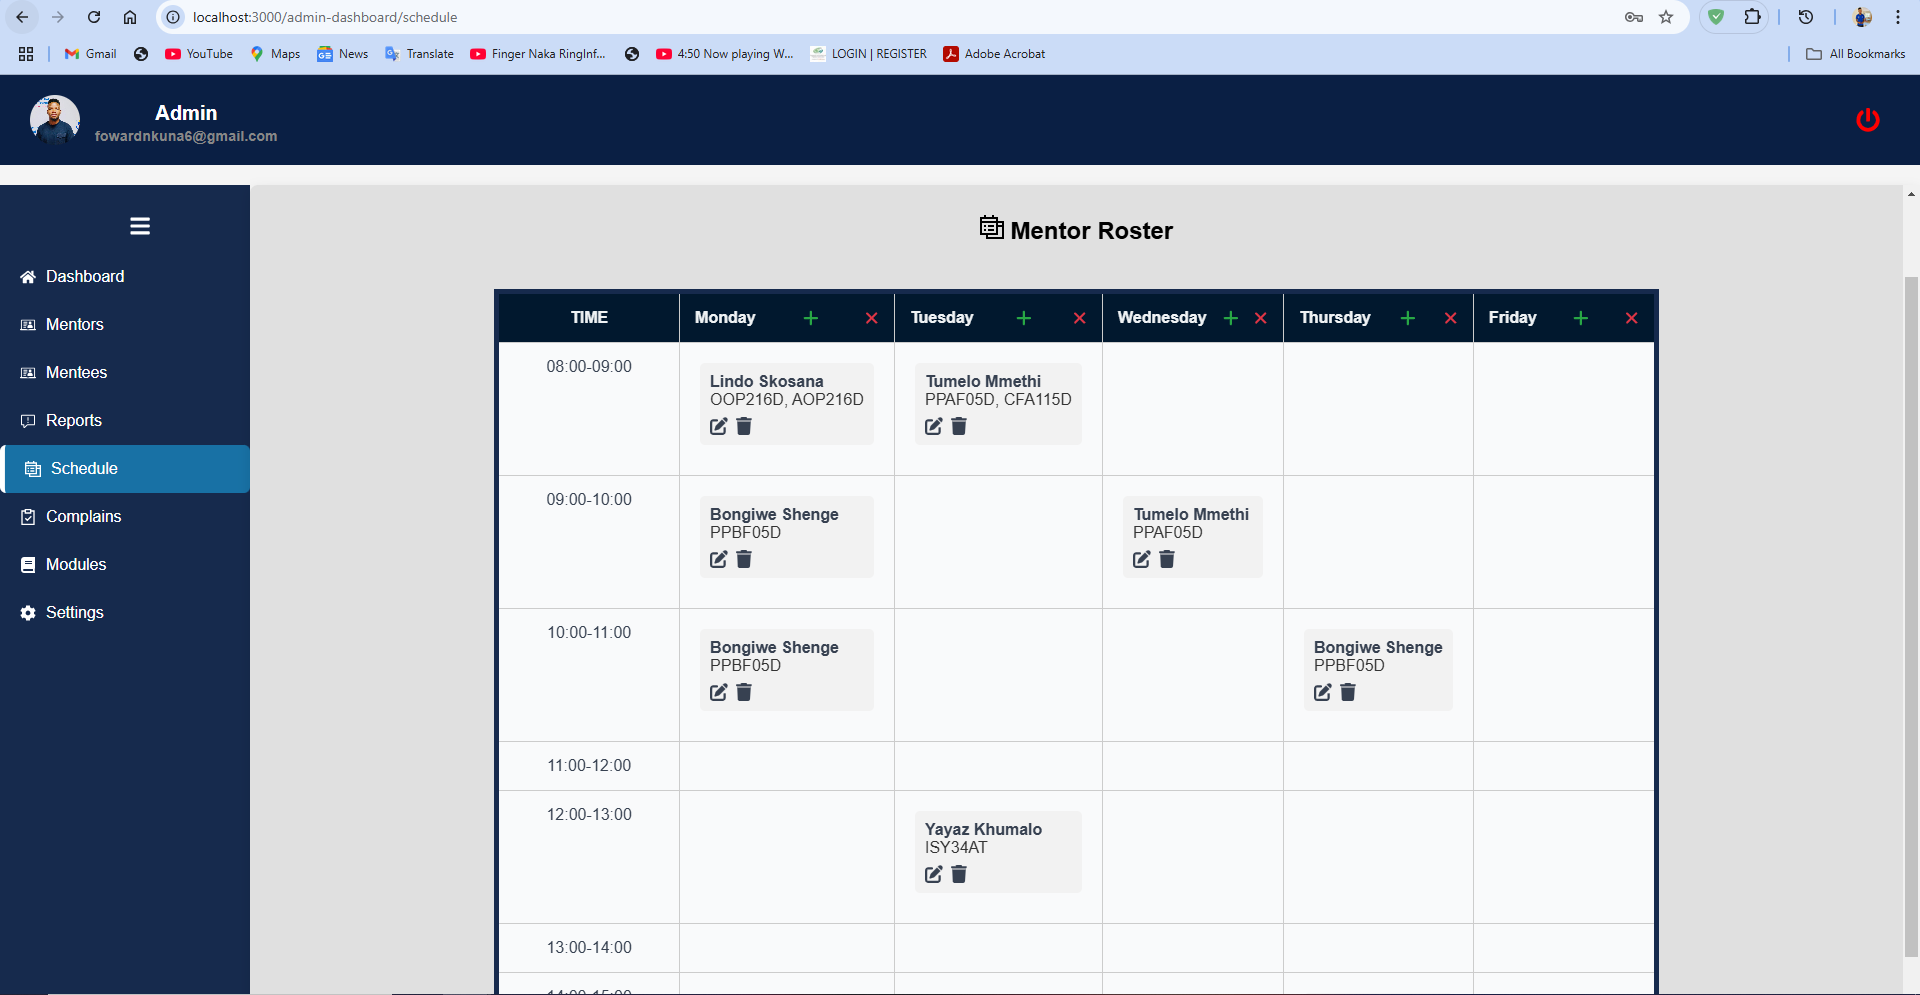 localhost:3000/admin-dashboard/schedule
Gmail
YouTube
Maps
News
Translate
Finger Naka RingInf...
4:50 Now playing W...
LOGIN | REGISTER
Adobe Acrobat
All Bookmarks
Admin
fowardnkuna6@gmail.com
Dashboard
Mentors
Mentees
Reports
Schedule
Complains
Modules
Settings
Mentor Roster
TIME Monday Tuesday Wednesday Thursday Friday
08:00-09:00
Lindo Skosana
OOP216D, AOP216D
Tumelo Mmethi
PPAF05D, CFA115D
09:00-10:00
Bongiwe Shenge
PPBF05D
Tumelo Mmethi
PPAF05D
10:00-11:00
Bongiwe Shenge
PPBF05D
Bongiwe Shenge
PPBF05D
11:00-12:00
12:00-13:00
Yayaz Khumalo
ISY34AT
13:00-14:00